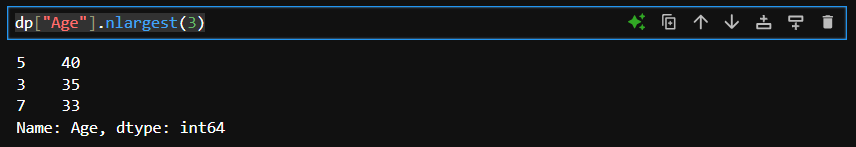 dp["Age"].nlargest(3)
5    40
3    35
7    33
Name: Age, dtype: int64